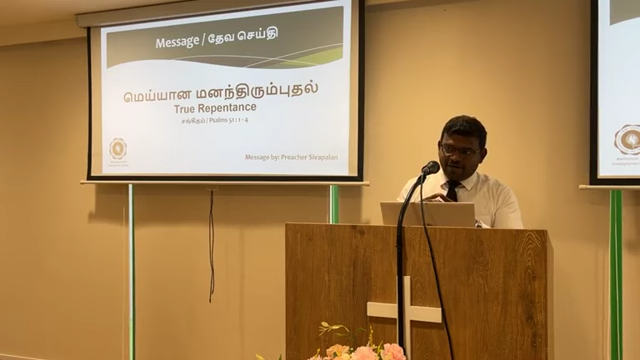 Message / தேவ செய்தி
மெய்யான மனந்திரும்புதல்
True Repentance
சங்கீதம் / Psalms 51: 1 - 4
Message by: Preacher Sivapalan